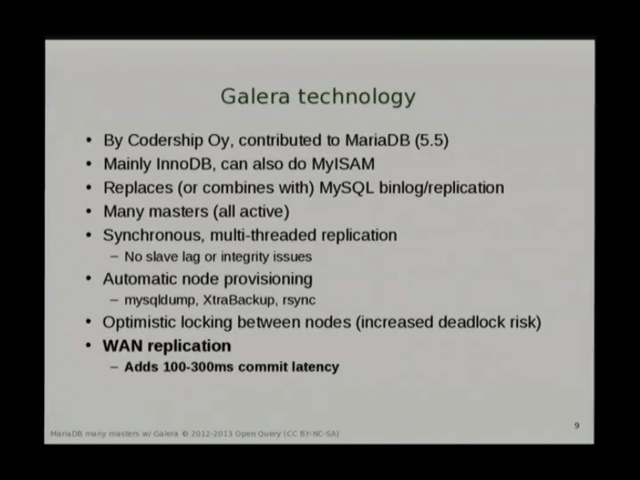 Galera technology
• By Codership Oy, contributed to MariaDB (5.5)
• Mainly InnoDB, can also do MyISAM
• Replaces (or combines with) MySQL binlog/replication
• Many masters (all active)
• Synchronous, multi-threaded replication
– No slave lag or integrity issues
• Automatic node provisioning
– mysqldump, XtraBackup, rsync
• Optimistic locking between nodes (increased deadlock risk)
• WAN replication
– Adds 100-300ms commit latency
9
MariaDB many masters w/ Galera © 2012-2013 Open Query (CC BY-NC-SA)